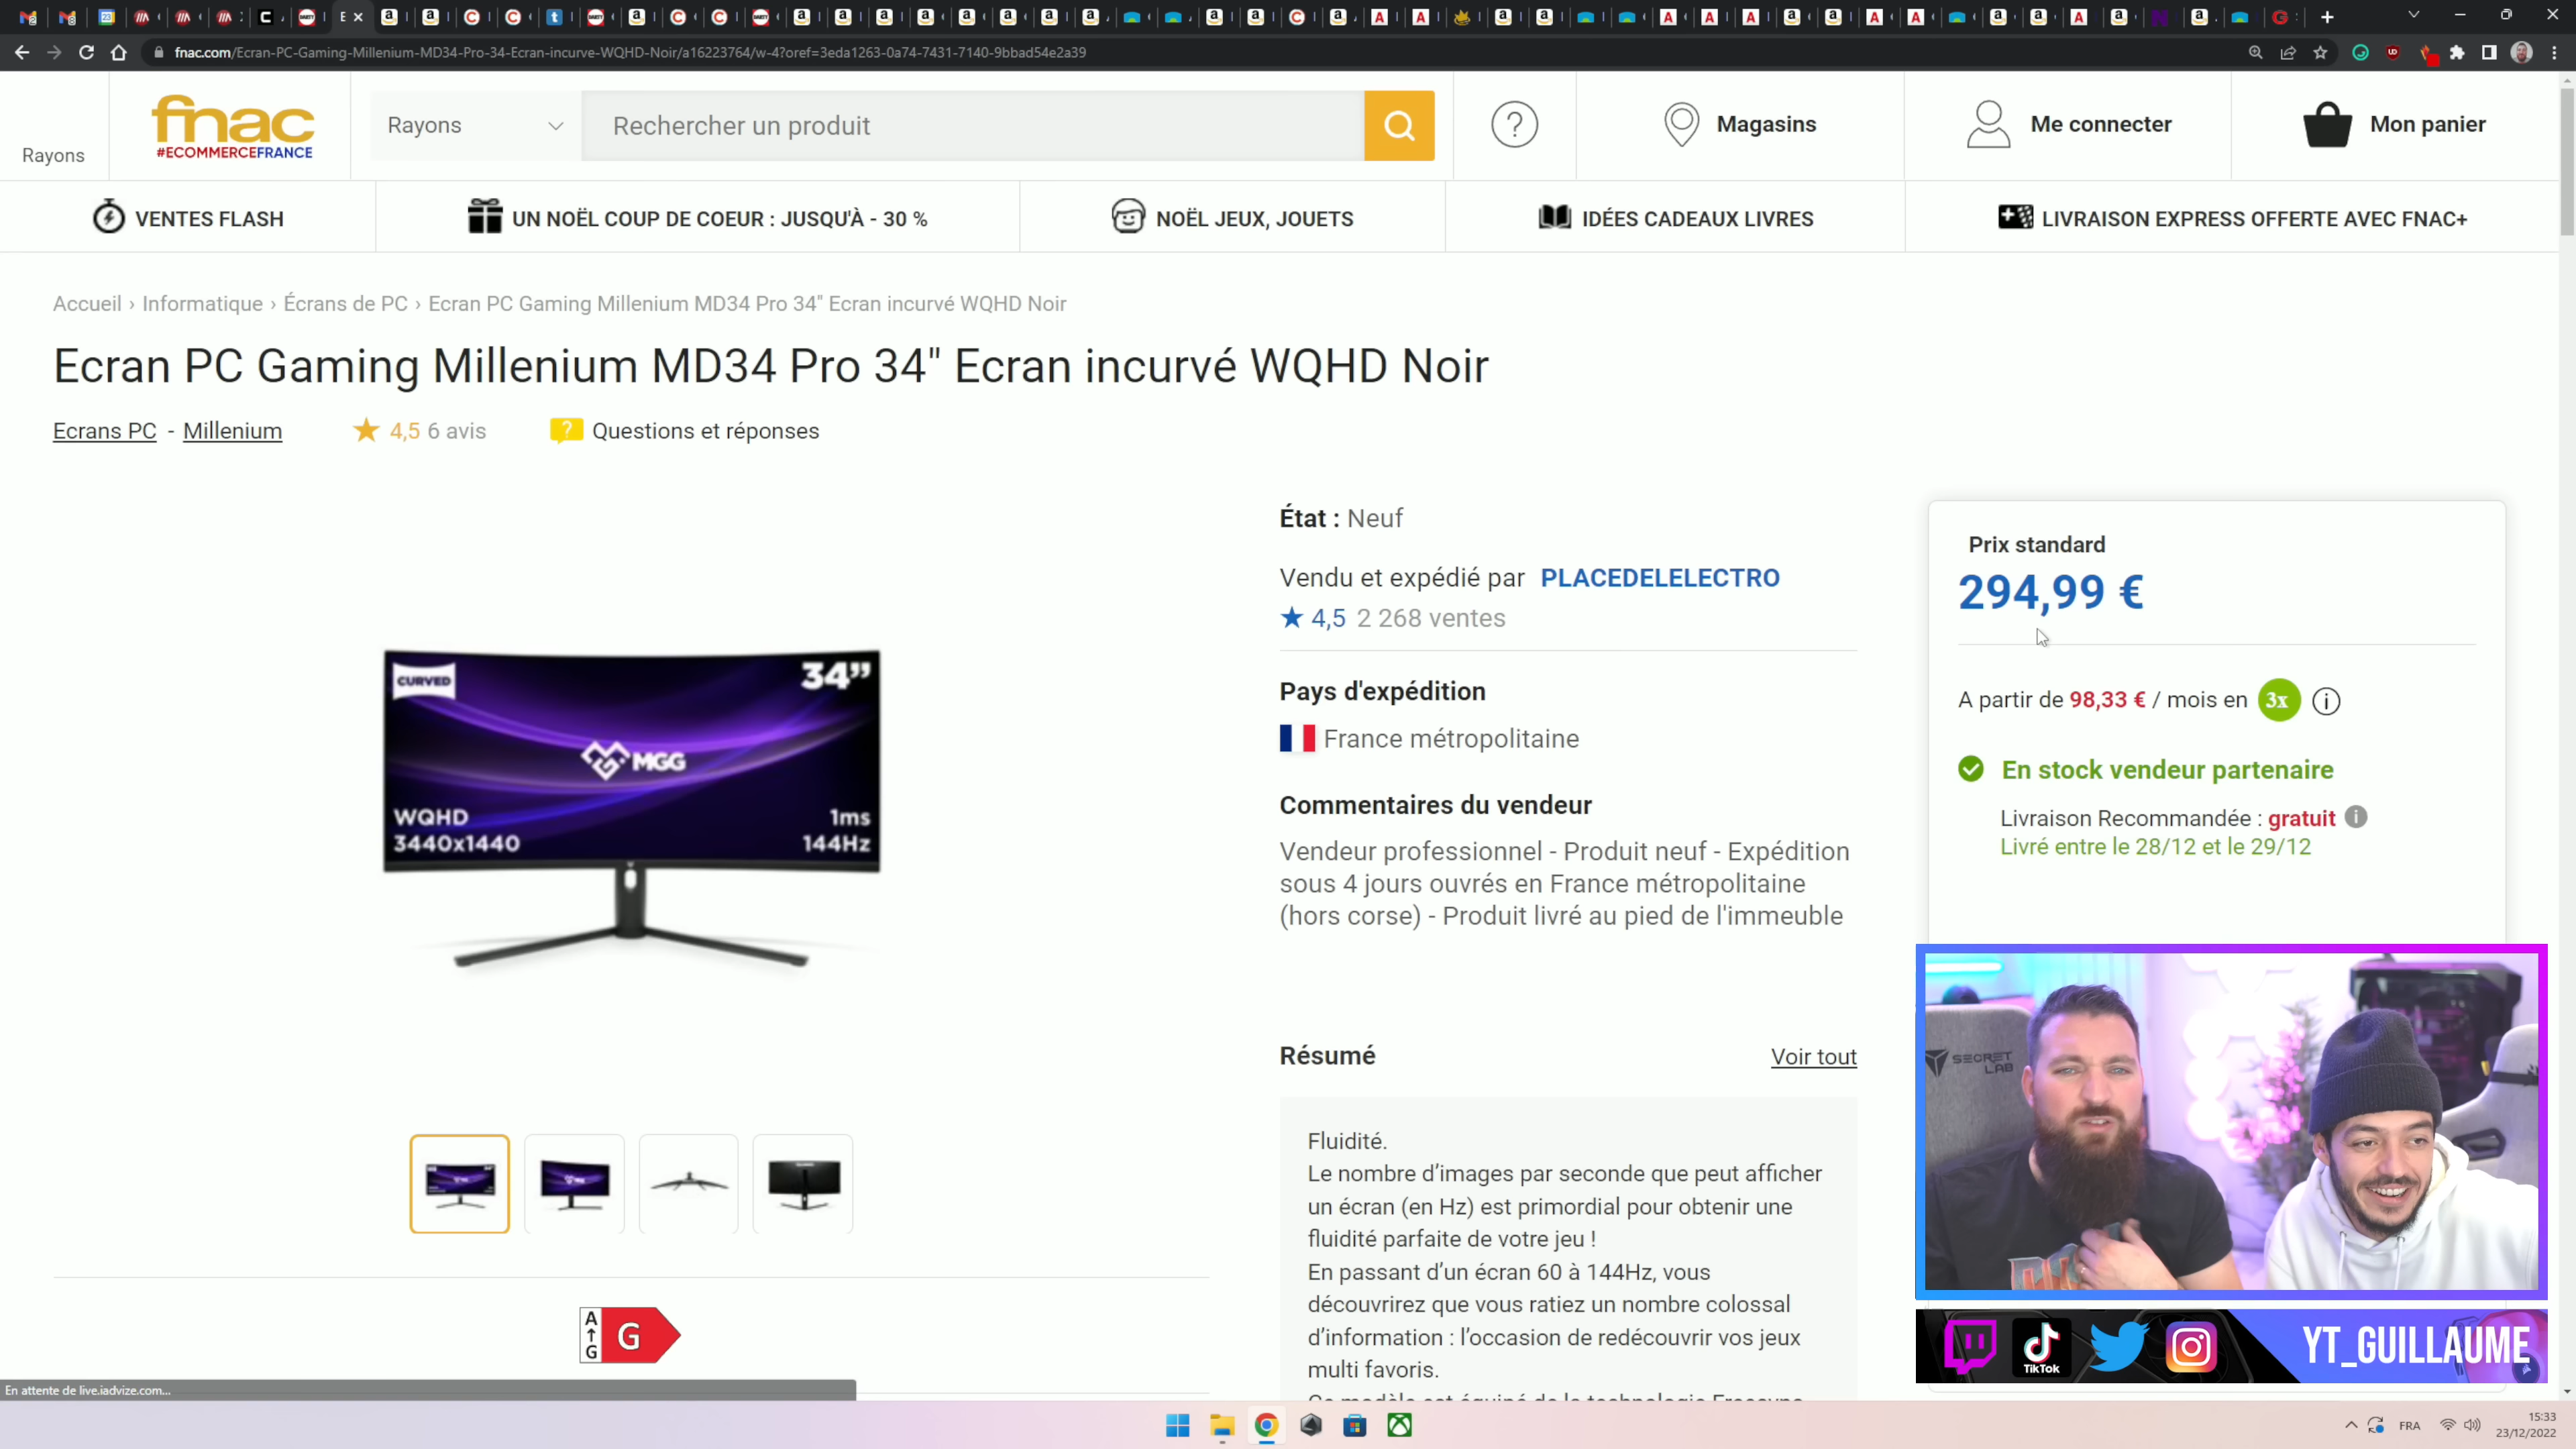 fnac.com/Ecran-PC-Gaming-Millenium-MD34-Pro-34-Ecran-incurve-WQHD-Noir/a16223764/w-4?oref=3eda1263-0a74-7431-7140-9bbad54e2a39
Rayons
fnac
#ECOMMERCEFRANCE
Rayons
Rechercher un produit
Magasins
Me connecter
Mon panier
VENTES FLASH
UN NOËL COUP DE COEUR : JUSQU'À - 30 %
NOËL JEUX, JOUETS
IDÉES CADEAUX LIVRES
LIVRAISON EXPRESS OFFERTE AVEC FNAC+
Accueil › Informatique › Écrans de PC › Ecran PC Gaming Millenium MD34 Pro 34" Ecran incurvé WQHD Noir
Ecran PC Gaming Millenium MD34 Pro 34" Ecran incurvé WQHD Noir
Ecrans PC - Millenium
4,5 6 avis
Questions et réponses
CURVED
34”
MGG
WQHD
3440x1440
1ms
144Hz
A
G
G
État : Neuf
Vendu et expédié par PLACEDELELECTRO
4,5 2 268 ventes
Pays d'expédition
France métropolitaine
Commentaires du vendeur
Vendeur professionnel - Produit neuf - Expédition
sous 4 jours ouvrés en France métropolitaine
(hors corse) - Produit livré au pied de l'immeuble
Résumé
Voir tout
Fluidité.
Le nombre d’images par seconde que peut afficher
un écran (en Hz) est primordial pour obtenir une
fluidité parfaite de votre jeu !
En passant d’un écran 60 à 144Hz, vous
découvrirez que vous ratiez un nombre colossal
d’information : l’occasion de redécouvrir vos jeux
multi favoris.
Prix standard
294,99 €
A partir de 98,33 € / mois en 3x
En stock vendeur partenaire
Livraison Recommandée : gratuit
Livré entre le 28/12 et le 29/12
SECRET
LAB
TikTok
YT_GUILLAUME
En attente de live.iadvize.com...
FRA
15:33
23/12/2022